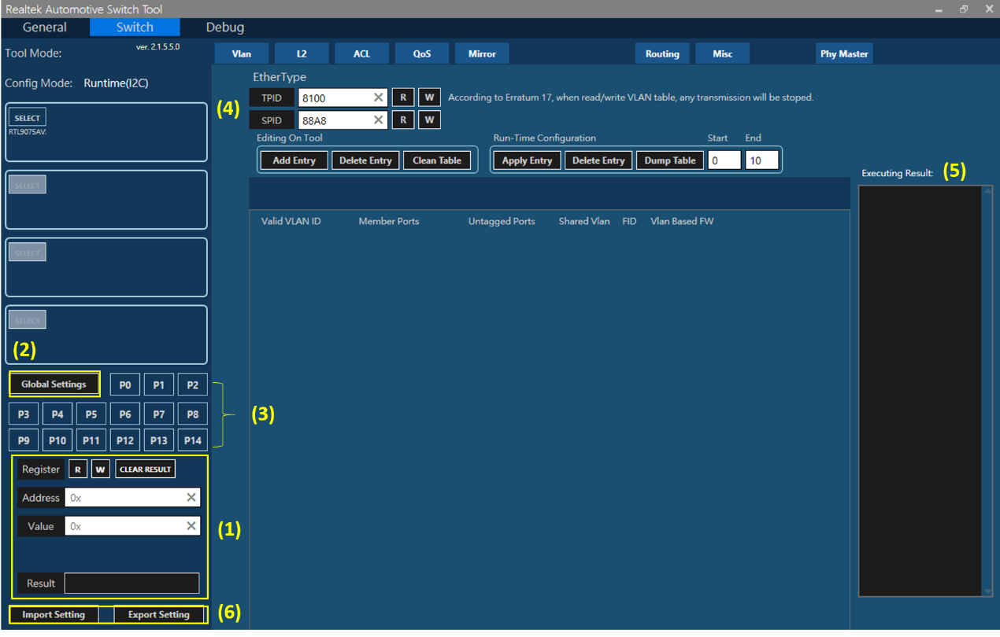 Realtek Automotive Switch Tool
General Switch Debug
Tool Mode: ver. 2.1.5.5.0
Vlan L2 ACL QoS Mirror Routing Misc Phy Master
Config Mode: Runtime(I2C)
SELECT
RTL9075AV:
SELECT
SELECT
SELECT
(2)
Global Settings P0 P1 P2
P3 P4 P5 P6 P7 P8
P9 P10 P11 P12 P13 P14
(3)
Register R W CLEAR RESULT
Address 0x
Value 0x
(1)
Result
Import Setting Export Setting (6)
EtherType
(4)
TPID 8100 R W According to Erratum 17, when read/write VLAN table, any transmission will be stoped.
SPID 88A8 R W
Editing On Tool Run-Time Configuration Start End
Add Entry Delete Entry Clean Table Apply Entry Delete Entry Dump Table 0 10
Valid VLAN ID Member Ports Untagged Ports Shared Vlan FID Vlan Based FW
Executing Result: (5)